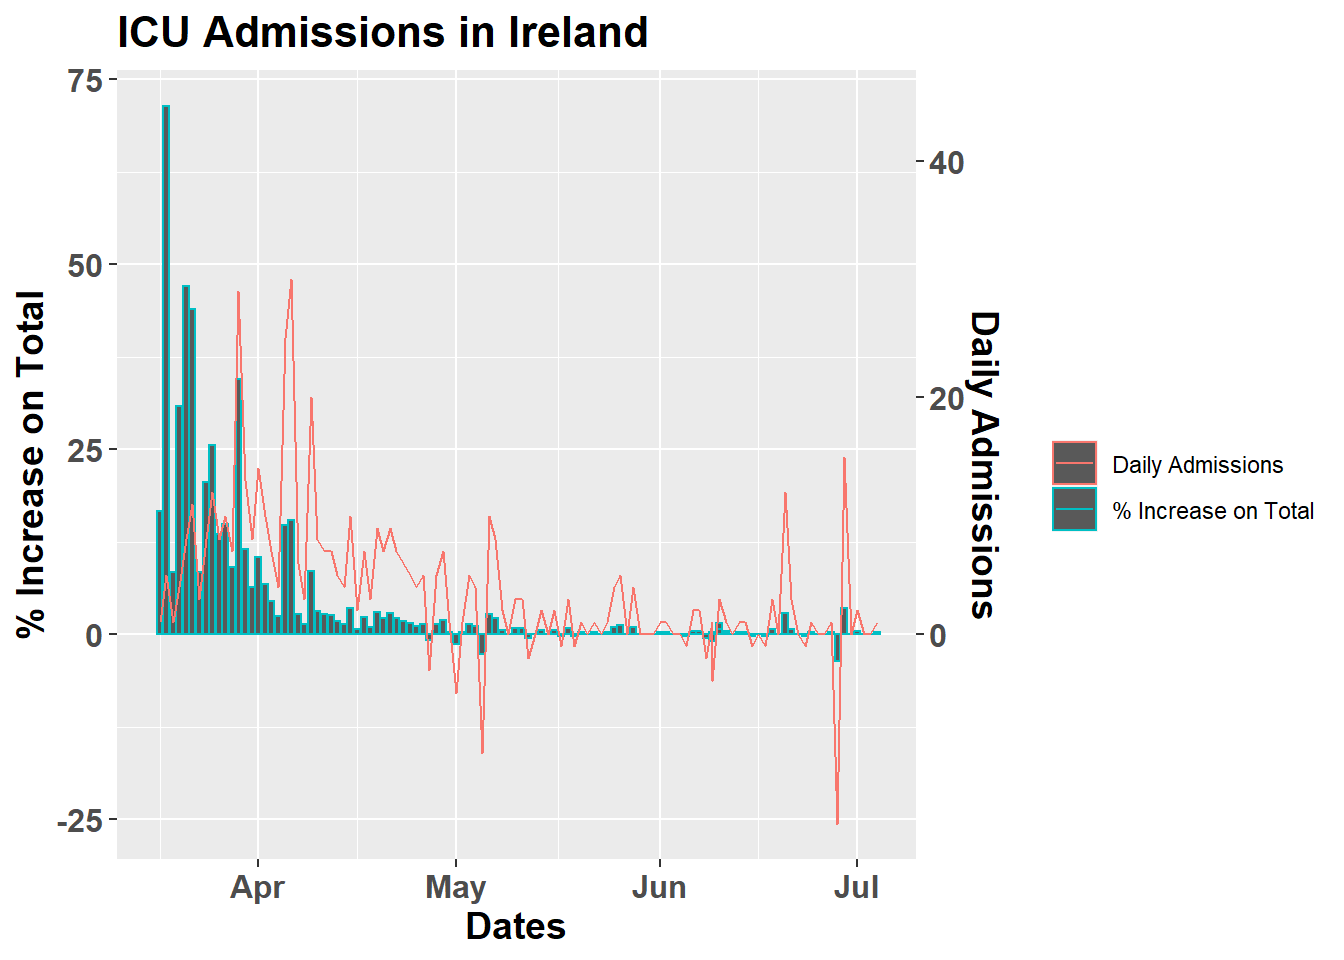 ICU Admissions in Ireland
75
50
25
0
-25
% Increase on Total
40
20
0
Daily Admissions
Apr May Jun Jul
Dates
Daily Admissions
% Increase on Total